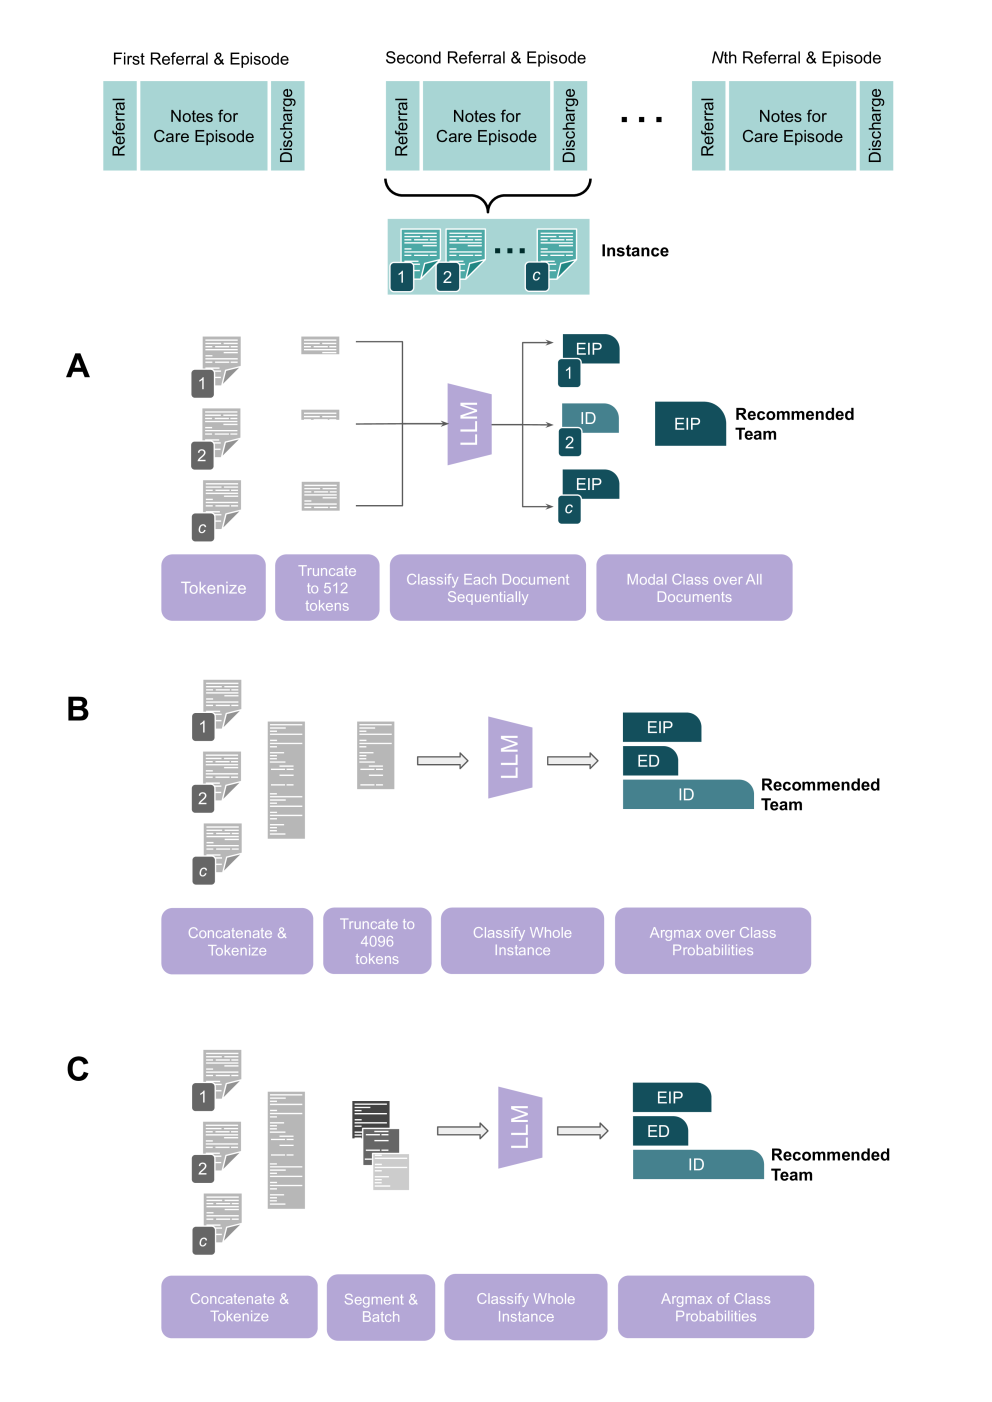 First Referral & Episode
Second Referral & Episode
Nth Referral & Episode
Referral
Notes for
Care Episode
Discharge
Referral
Notes for
Care Episode
Discharge
...
Referral
Notes for
Care Episode
Discharge
1
2
...
c
Instance
A
1
2
c
LLM
EIP
1
ID
2
EIP
c
EIP
Recommended
Team
Tokenize
Truncate
to 512
tokens
Classify Each Document
Sequentially
Modal Class over All
Documents
B
1
2
c
LLM
EIP
ED
ID
Recommended
Team
Concatenate &
Tokenize
Truncate to
4096
tokens
Classify Whole
Instance
Argmax over Class
Probabilities
C
1
2
c
LLM
EIP
ED
ID
Recommended
Team
Concatenate &
Tokenize
Segment &
Batch
Classify Whole
Instance
Argmax of Class
Probabilities